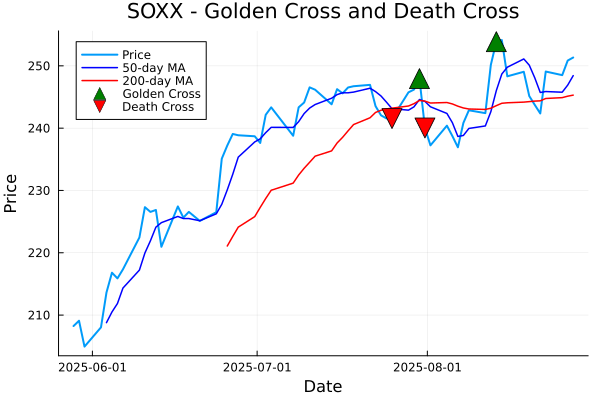 SOXX - Golden Cross and Death Cross
Price
50-day MA
200-day MA
Golden Cross
Death Cross
250
240
230
220
210
Price
2025-06-01
2025-07-01
2025-08-01
Date